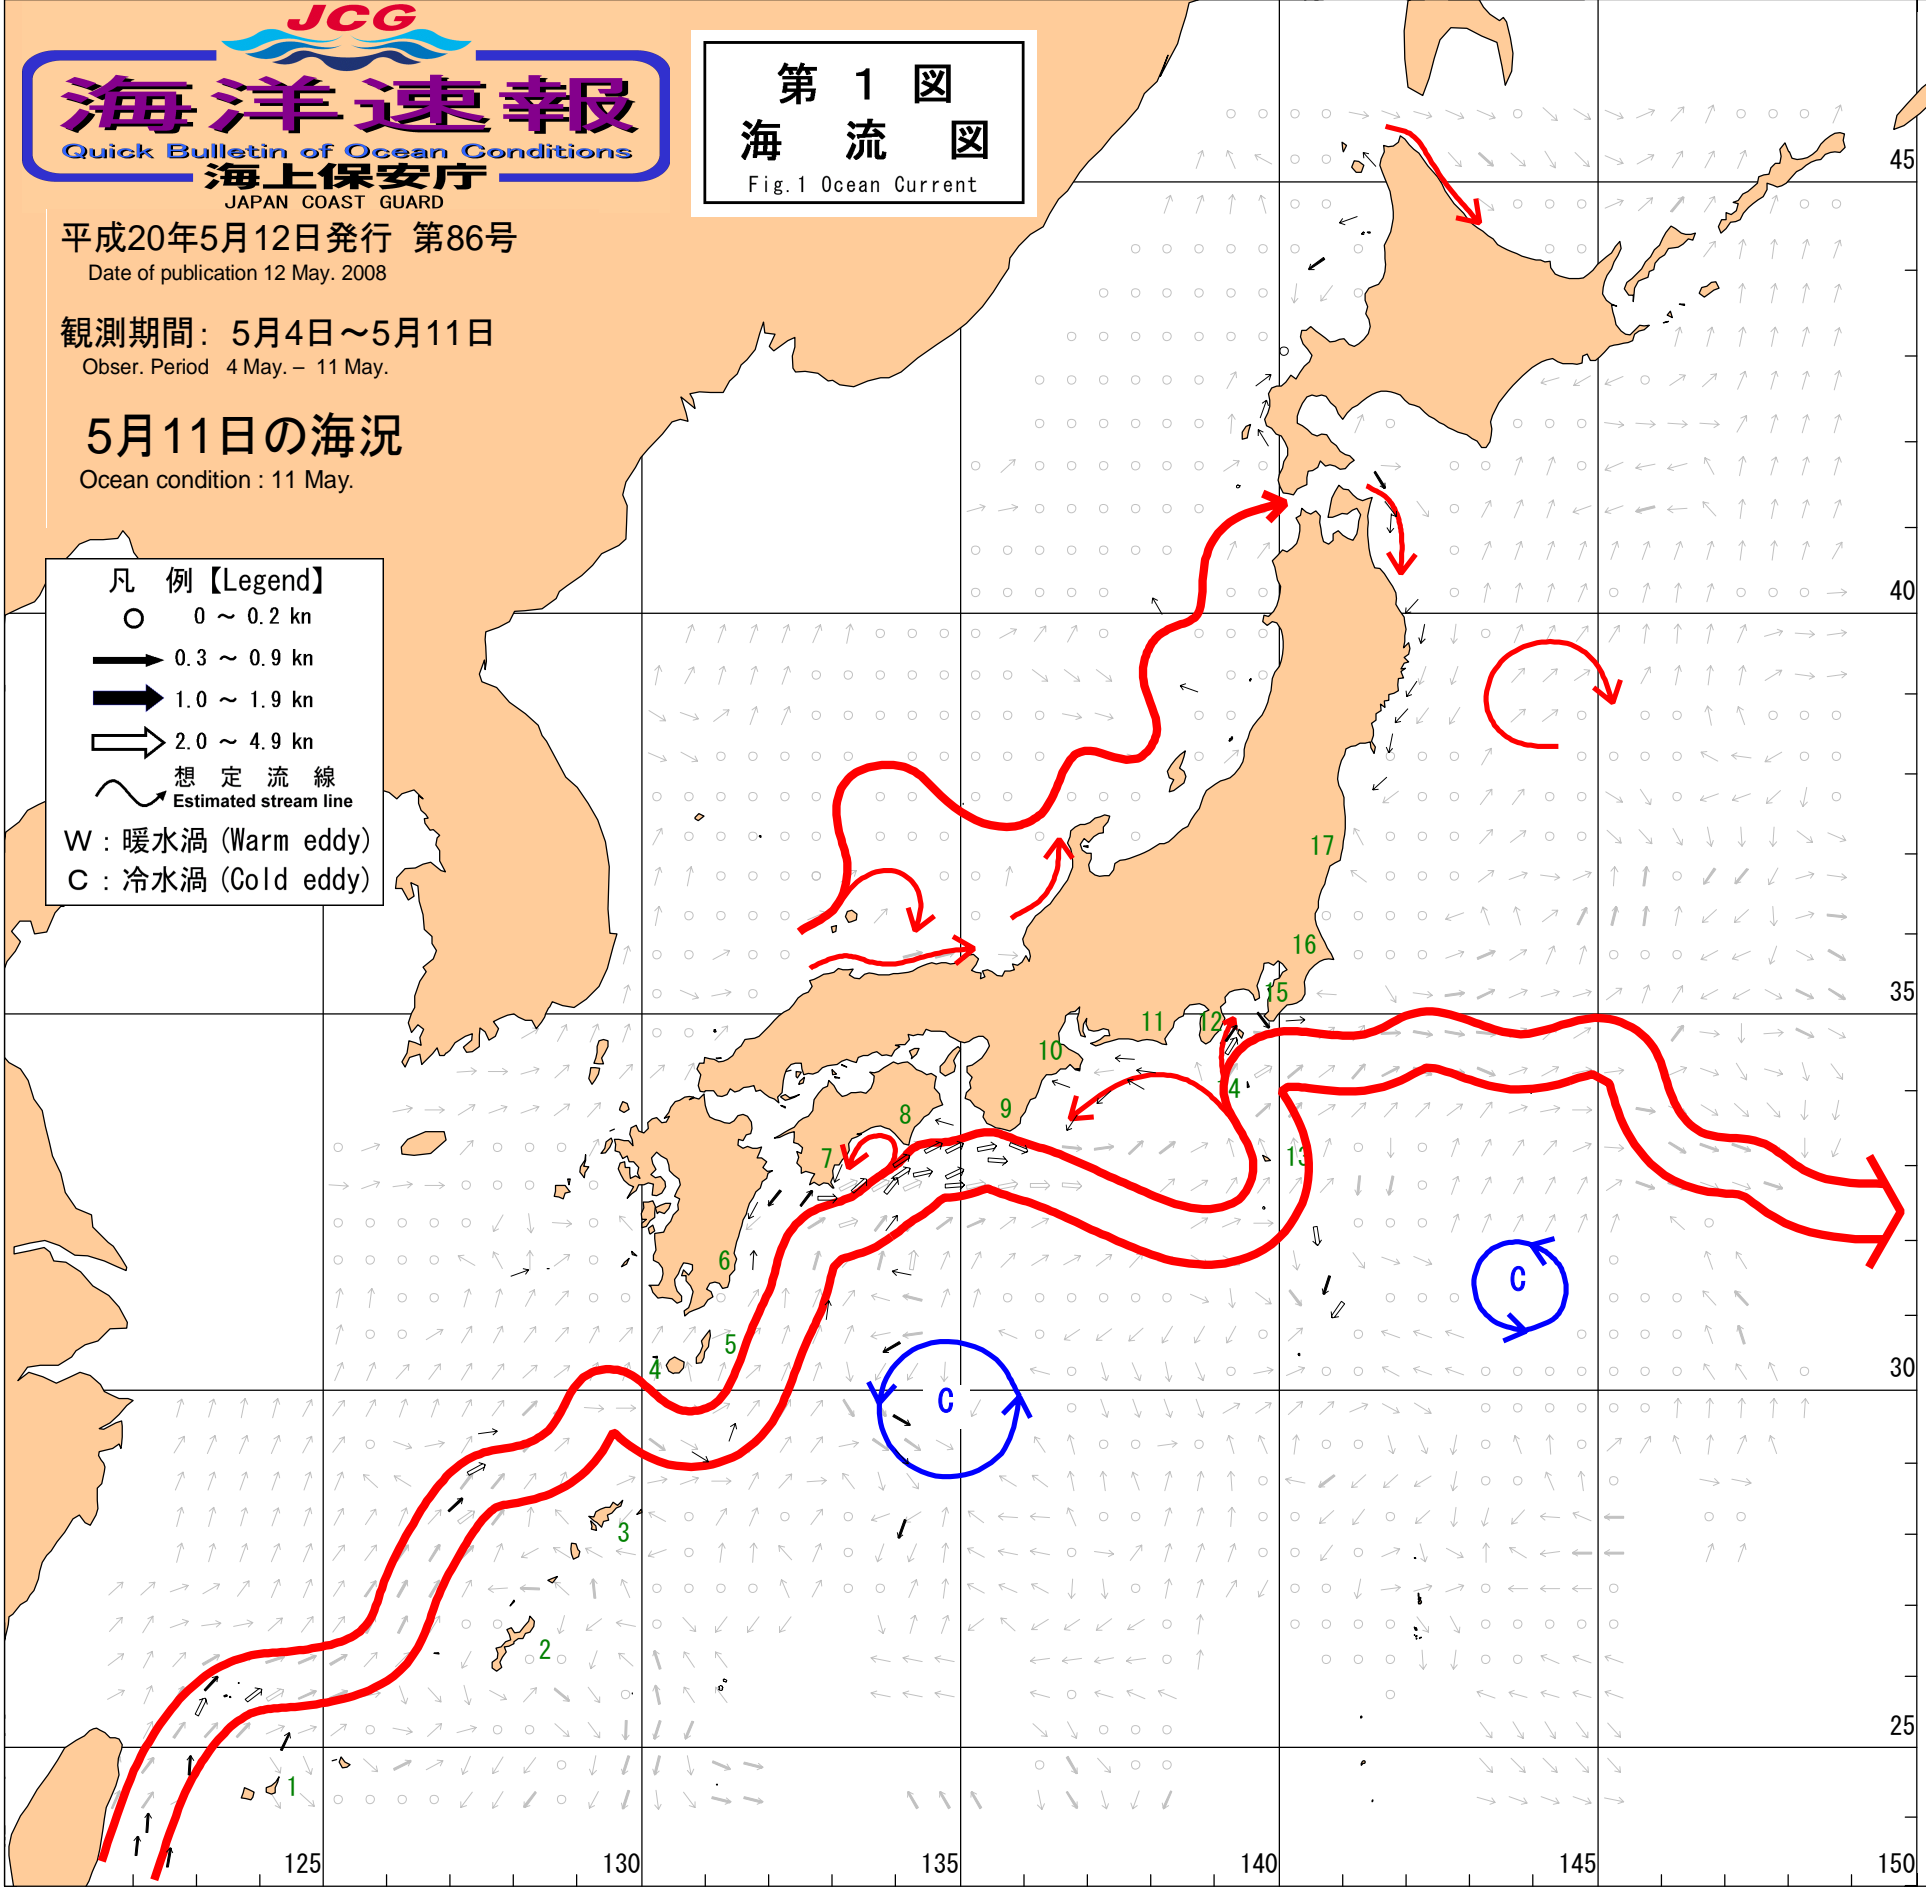 JCG
海洋速報
Quick Bulletin of Ocean Conditions
海上保安庁
JAPAN COAST GUARD
第 1 図
海 流 図
Fig.1 Ocean Current
平成20年5月12日発行 第86号
Date of publication 12 May. 2008
観測期間： 5月4日～5月11日
Obser. Period 4 May. – 11 May.
5月11日の海況
Ocean condition : 11 May.
凡 例【Legend】
0 ～ 0.2 kn
0.3 ～ 0.9 kn
1.0 ～ 1.9 kn
2.0 ～ 4.9 kn
想 定 流 線
Estimated stream line
W：暖水渦(Warm eddy)
C：冷水渦(Cold eddy)
45
40
17
16
35
15
12
11
10
14
9
8
7
13
6
C
5
4
30
C
3
2
25
1
125
130
135
140
145
150